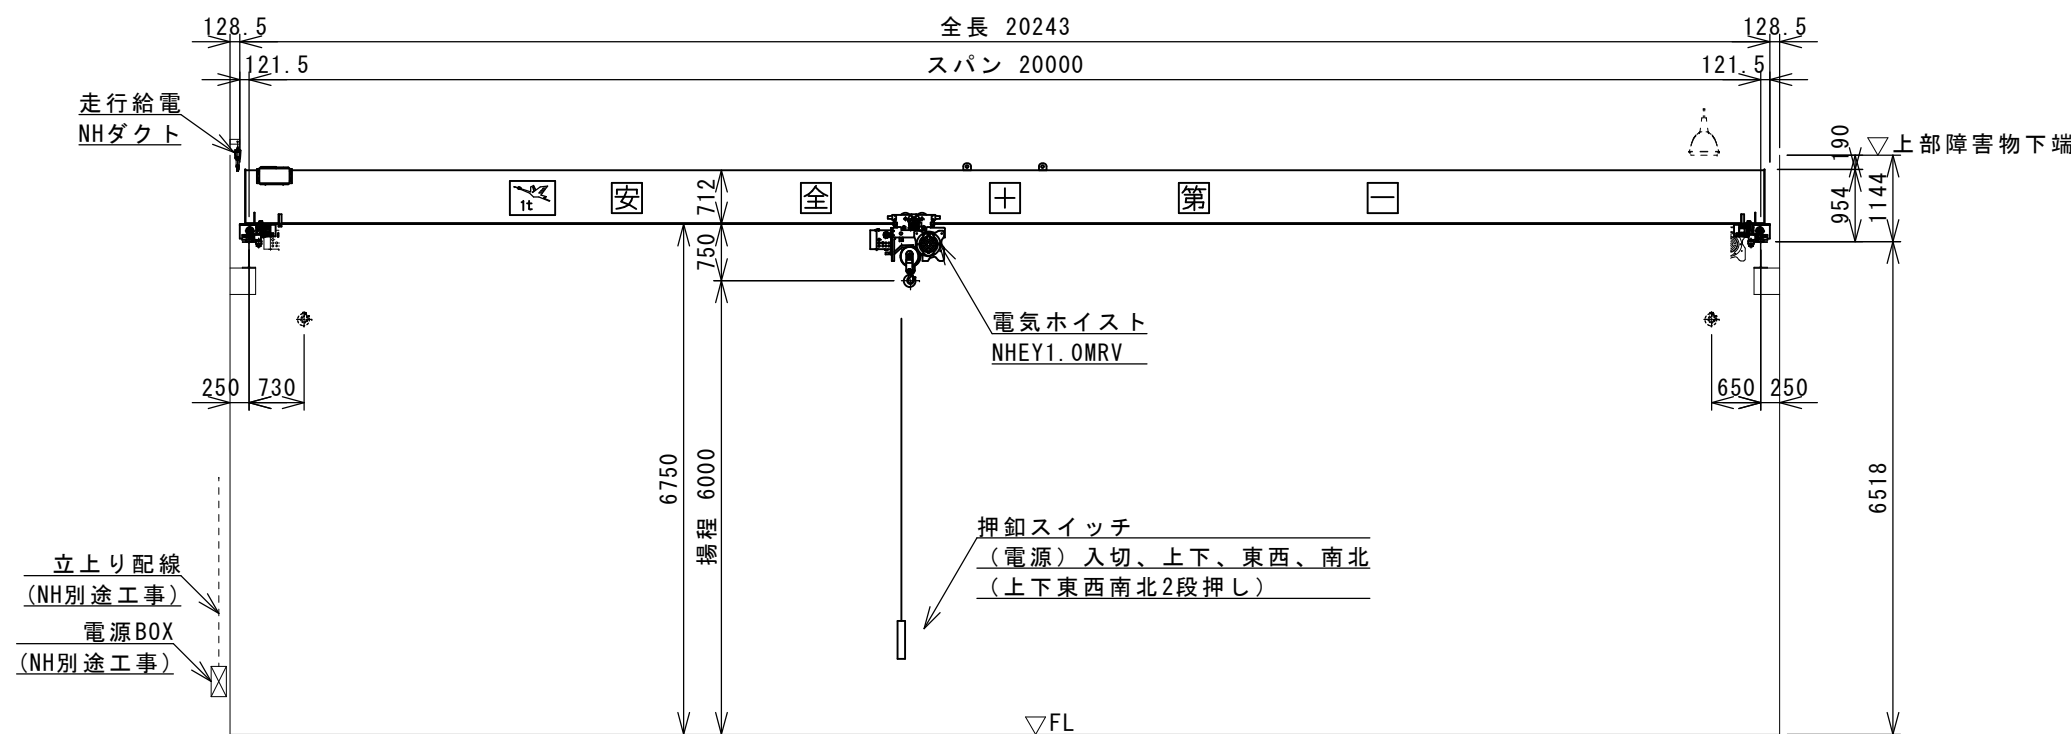 128.5
全長 20243
128.5
121.5
スパン 20000
121.5
走行給電
NHダクト
190
上部障害物下端
1t
安
全
十
第
一
712
954
1144
750
電気ホイスト
NHEY1.0MRV
250
730
650
250
6750
揚程 6000
6518
押釦スイッチ
(電源)入切、上下、東西、南北
(上下東西南北2段押し)
立上り配線
(NH別途工事)
電源BOX
(NH別途工事)
FL